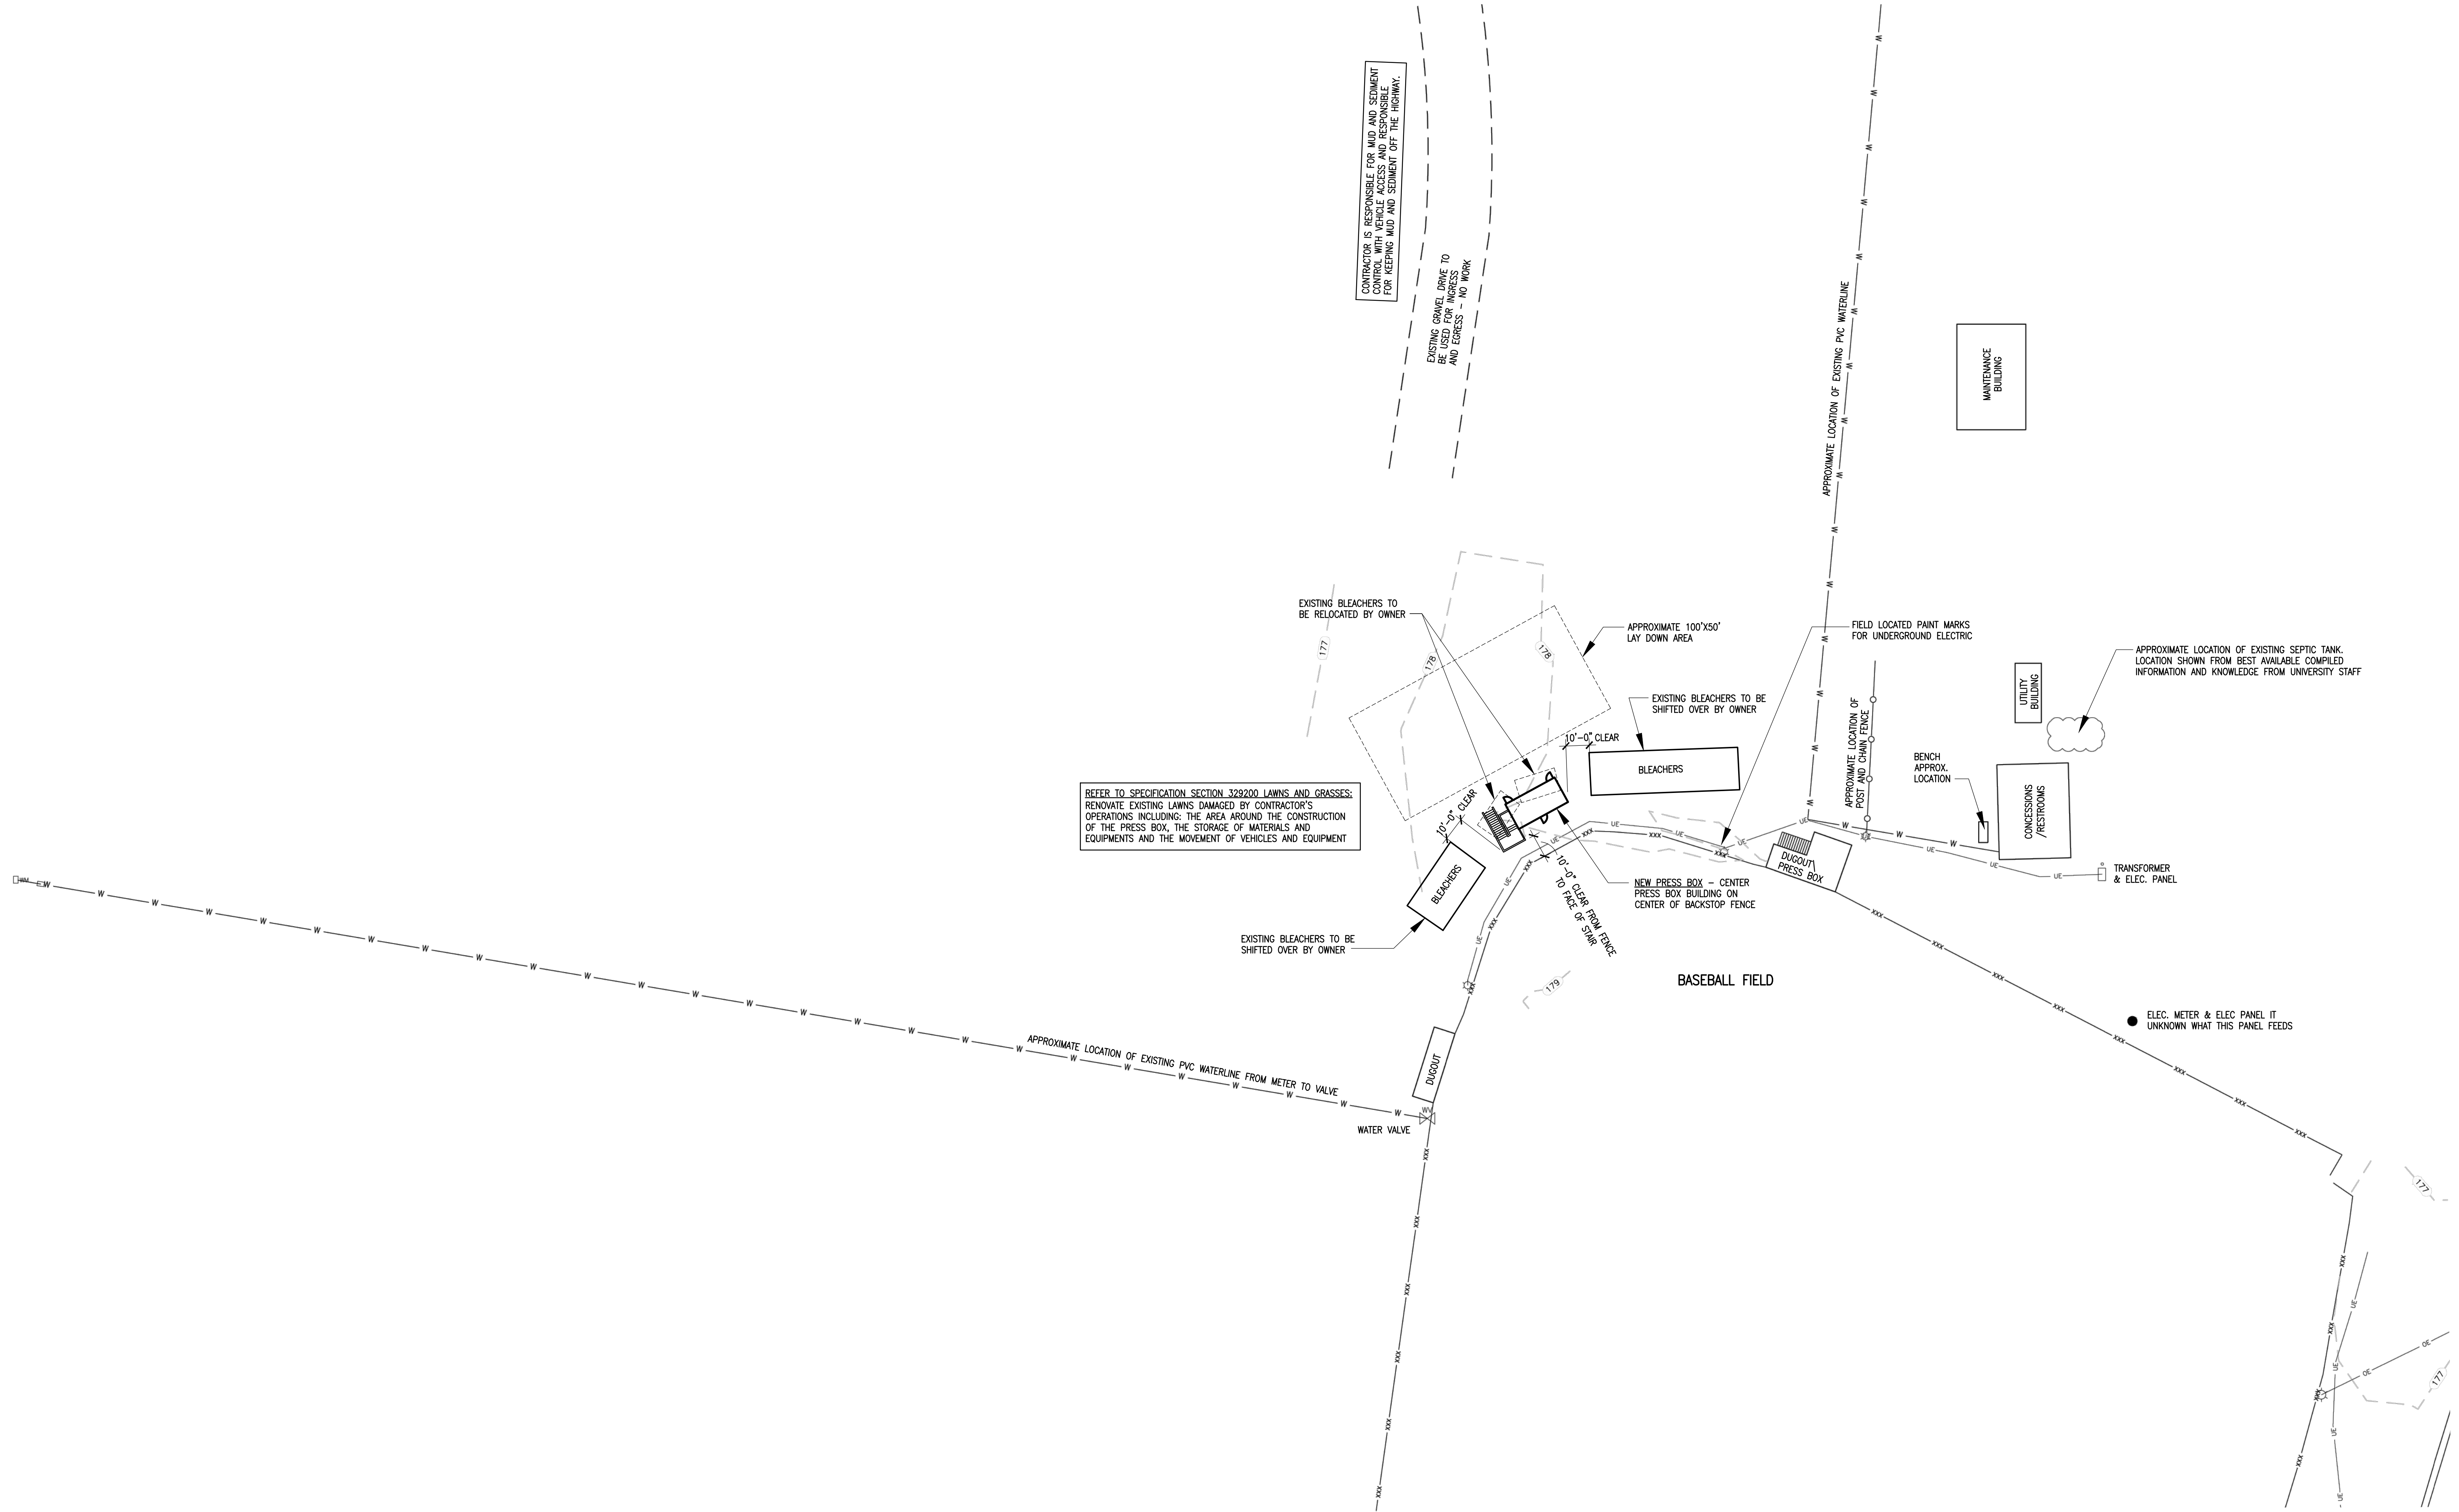 CONTRACTOR IS RESPONSIBLE FOR MUD AND SEDIMENT
CONTROL WITH VEHICLE ACCESS AND RESPONSIBLE
FOR KEEPING MUD AND SEDIMENT OFF THE HIGHWAY.
EXISTING GRAVEL DRIVE TO
BE USED FOR INGRESS
AND EGRESS - NO WORK
APPROXIMATE LOCATION OF EXISTING PVC WATERLINE
MAINTENANCE
BUILDING
EXISTING BLEACHERS TO
BE RELOCATED BY OWNER
177
178
178
APPROXIMATE 100'X50'
LAY DOWN AREA
FIELD LOCATED PAINT MARKS
FOR UNDERGROUND ELECTRIC
APPROXIMATE LOCATION OF EXISTING SEPTIC TANK.
LOCATION SHOWN FROM BEST AVAILABLE COMPILED
INFORMATION AND KNOWLEDGE FROM UNIVERSITY STAFF
UTILITY
BUILDING
EXISTING BLEACHERS TO BE
SHIFTED OVER BY OWNER
APPROXIMATE LOCATION OF
POST AND CHAIN FENCE
10'-0" CLEAR
BLEACHERS
BENCH
APPROX.
LOCATION
CONCESSIONS
/RESTROOMS
REFER TO SPECIFICATION SECTION 329200 LAWNS AND GRASSES:
RENOVATE EXISTING LAWNS DAMAGED BY CONTRACTOR'S
OPERATIONS INCLUDING: THE AREA AROUND THE CONSTRUCTION
OF THE PRESS BOX, THE STORAGE OF MATERIALS AND
EQUIPMENTS AND THE MOVEMENT OF VEHICLES AND EQUIPMENT
10'-0" CLEAR
BLEACHERS
10'-0" CLEAR FROM FENCE
TO FACE OF STAIR
DUGOUT\
PRESS BOX
TRANSFORMER
& ELEC. PANEL
NEW PRESS BOX - CENTER
PRESS BOX BUILDING ON
CENTER OF BACKSTOP FENCE
EXISTING BLEACHERS TO BE
SHIFTED OVER BY OWNER
179
BASEBALL FIELD
ELEC. METER & ELEC PANEL IT
UNKNOWN WHAT THIS PANEL FEEDS
APPROXIMATE LOCATION OF EXISTING PVC WATERLINE FROM METER TO VALVE
DUGOUT
WV
WATER VALVE
177
177
W
UE
OE
XXX